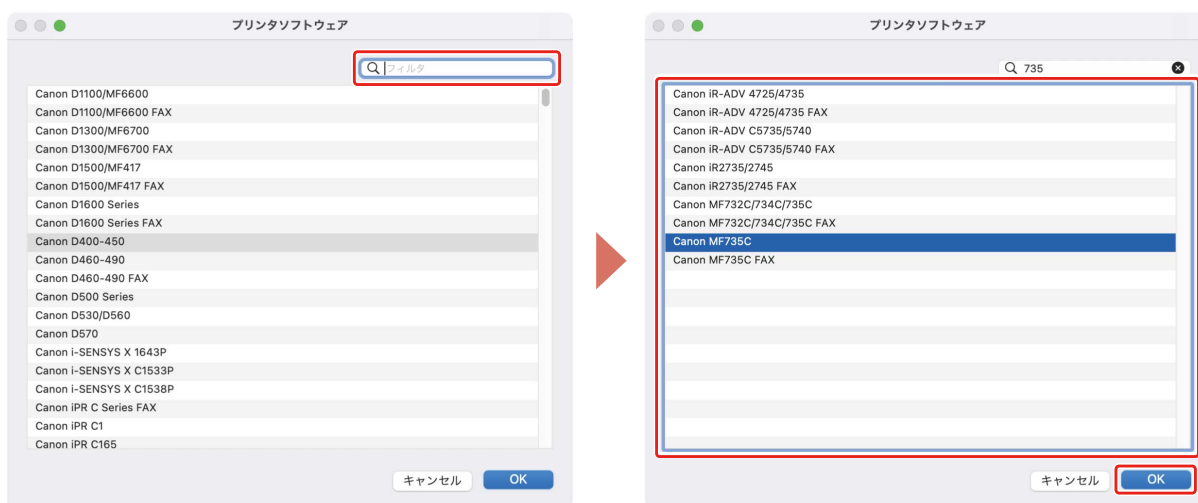 プリンタソフトウェア
フィルタ
Canon D1100/MF6600
Canon D1100/MF6600 FAX
Canon D1300/MF6700
Canon D1300/MF6700 FAX
Canon D1500/MF417
Canon D1500/MF417 FAX
Canon D1600 Series
Canon D1600 Series FAX
Canon D400-450
Canon D460-490
Canon D460-490 FAX
Canon D500 Series
Canon D530/D560
Canon D570
Canon i-SENSYS X 1643P
Canon i-SENSYS X C1533P
Canon i-SENSYS X C1538P
Canon iPR C Series FAX
Canon iPR C1
Canon iPR C165
キャンセル OK
プリンタソフトウェア
735
Canon iR-ADV 4725/4735
Canon iR-ADV 4725/4735 FAX
Canon iR-ADV C5735/5740
Canon iR-ADV C5735/5740 FAX
Canon iR2735/2745
Canon iR2735/2745 FAX
Canon MF732C/734C/735C
Canon MF732C/734C/735C FAX
Canon MF735C
Canon MF735C FAX
キャンセル OK